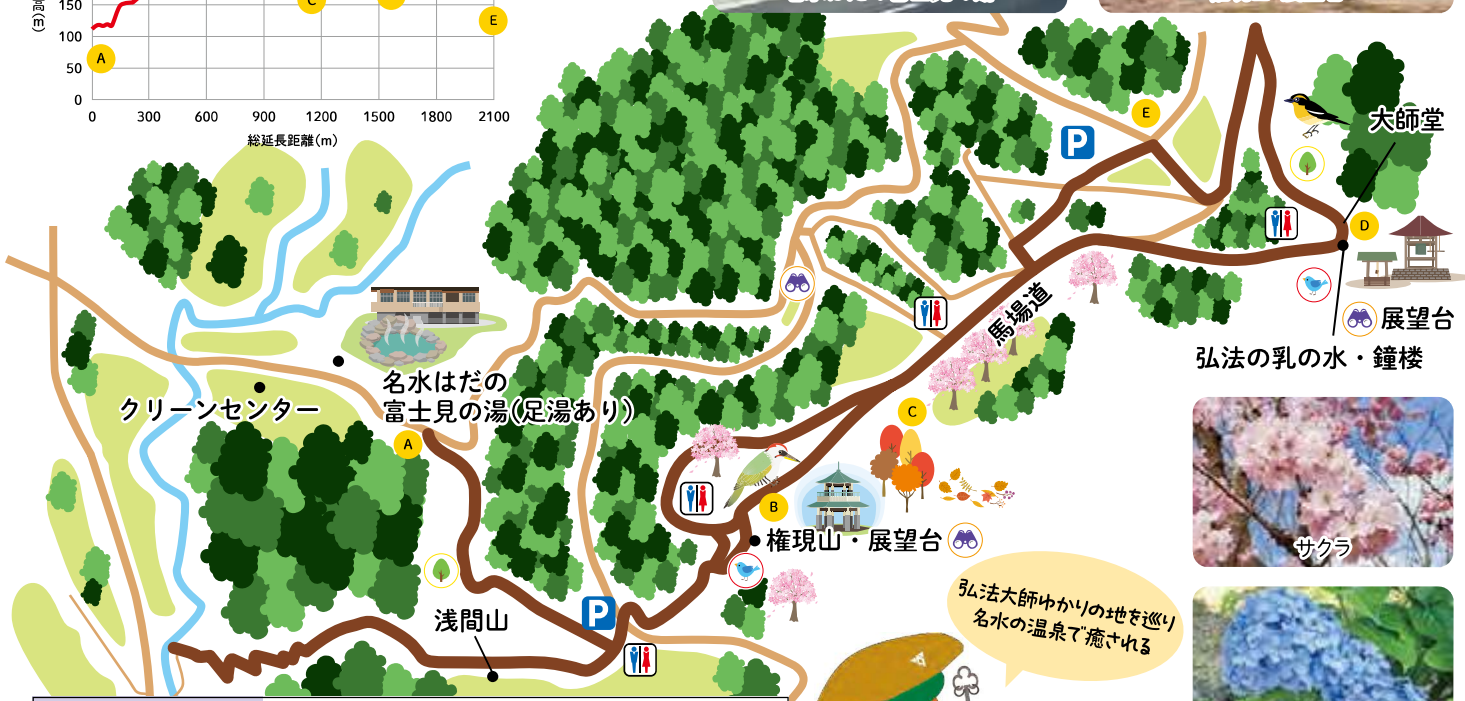 高(m)
150
100
50
0
0 300 600 900 1200 1500 1800 2100
総延長距離(m)
A
C
E
E
P
大師堂
D
展望台
弘法の乳の水・鐘楼
馬場道
名水はだの
富士見の湯(足湯あり)
クリーンセンター
A
C
B
権現山・展望台
P
浅間山
弘法大師ゆかりの地を巡り
名水の温泉で癒される
サクラ